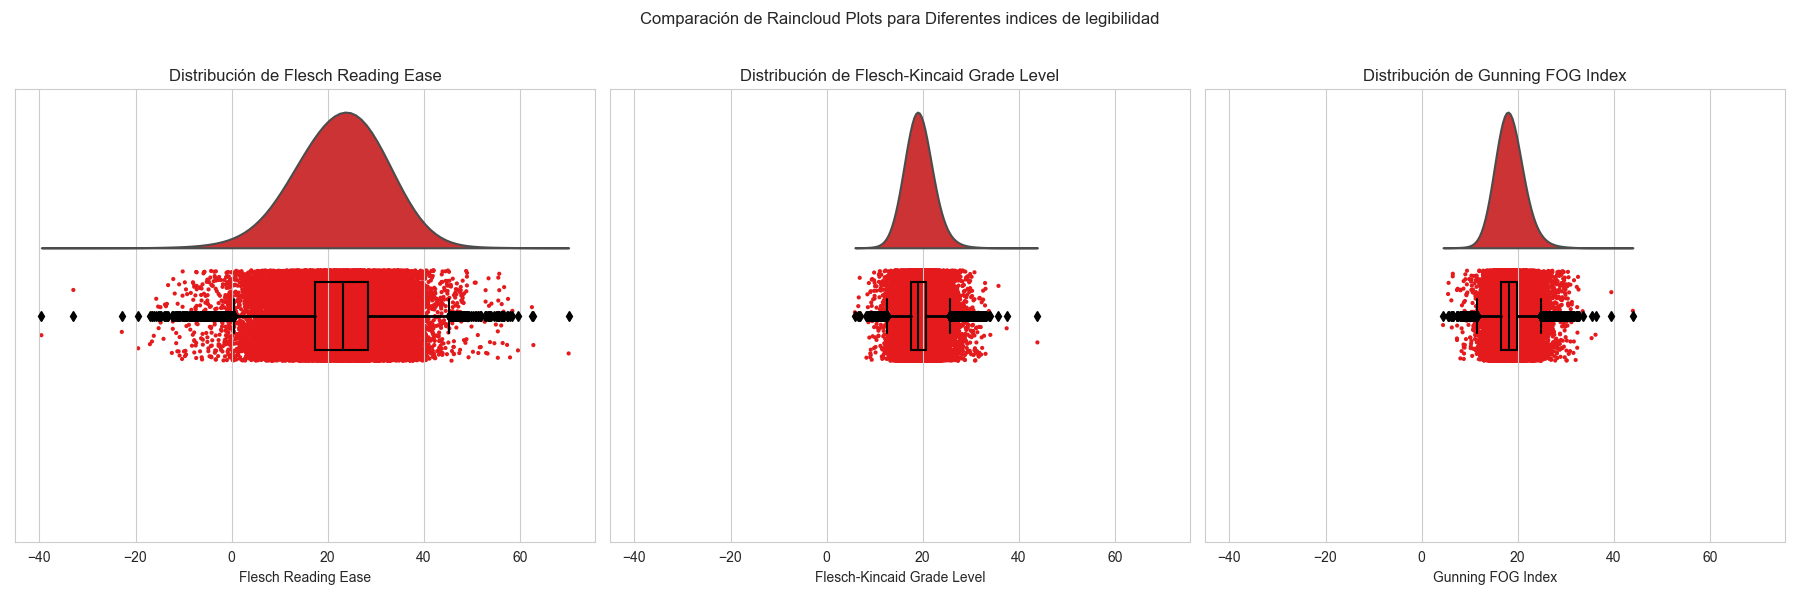 Comparación de Raincloud Plots para Diferentes indices de legibilidad
Distribución de Flesch Reading Ease
Distribución de Flesch-Kincaid Grade Level
Distribución de Gunning FOG Index
−40 −20 0 20 40 60
−40 −20 0 20 40 60
−40 −20 0 20 40 60
Flesch Reading Ease
Flesch-Kincaid Grade Level
Gunning FOG Index